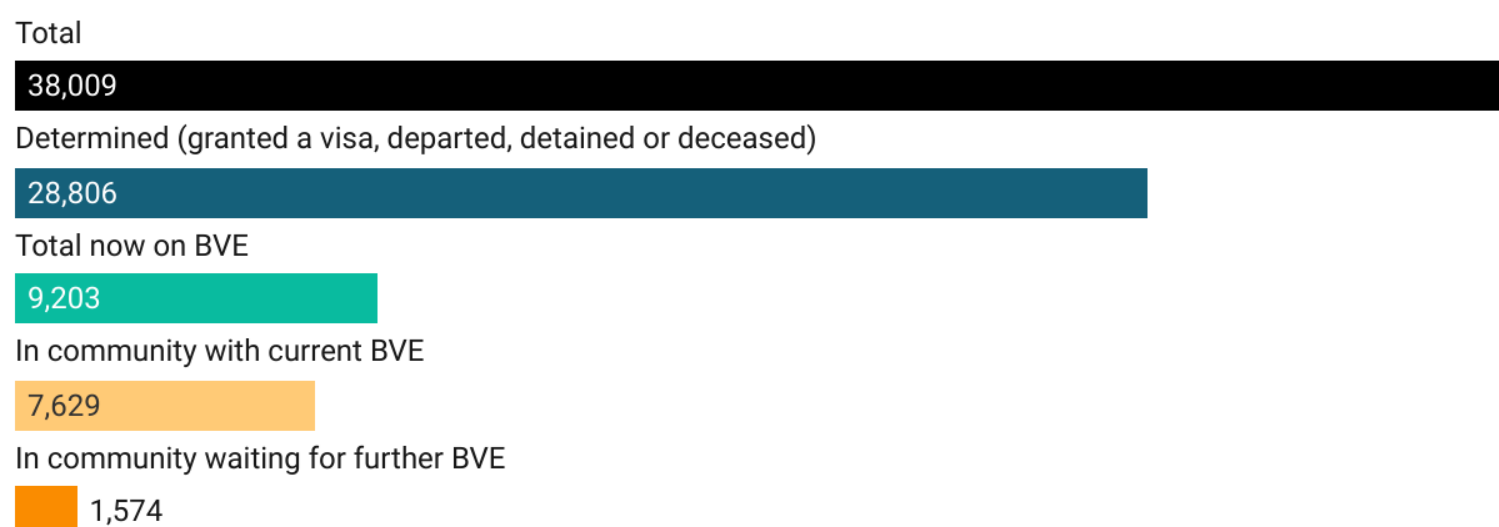 Total
38,009
Determined (granted a visa, departed, detained or deceased)
28,806
Total now on BVE
9,203
In community with current BVE
7,629
In community waiting for further BVE
1,574